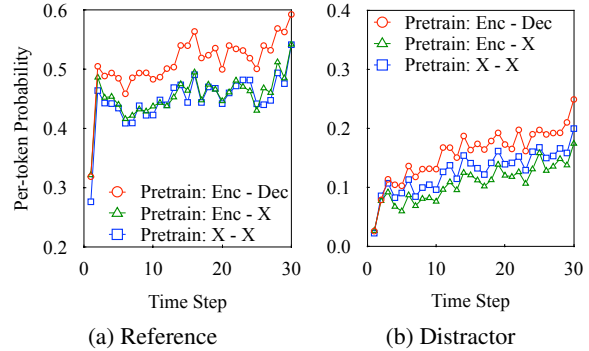 Per-token Probability
0.6
0.5
0.4
0.3
0.2
0
10
20
30
Pretrain: Enc - Dec
Pretrain: Enc - X
Pretrain: X - X
Time Step
(a) Reference
0.3
0.2
0.1
0.0
0
10
20
30
Pretrain: Enc - Dec
Pretrain: Enc - X
Pretrain: X - X
Time Step
(b) Distractor